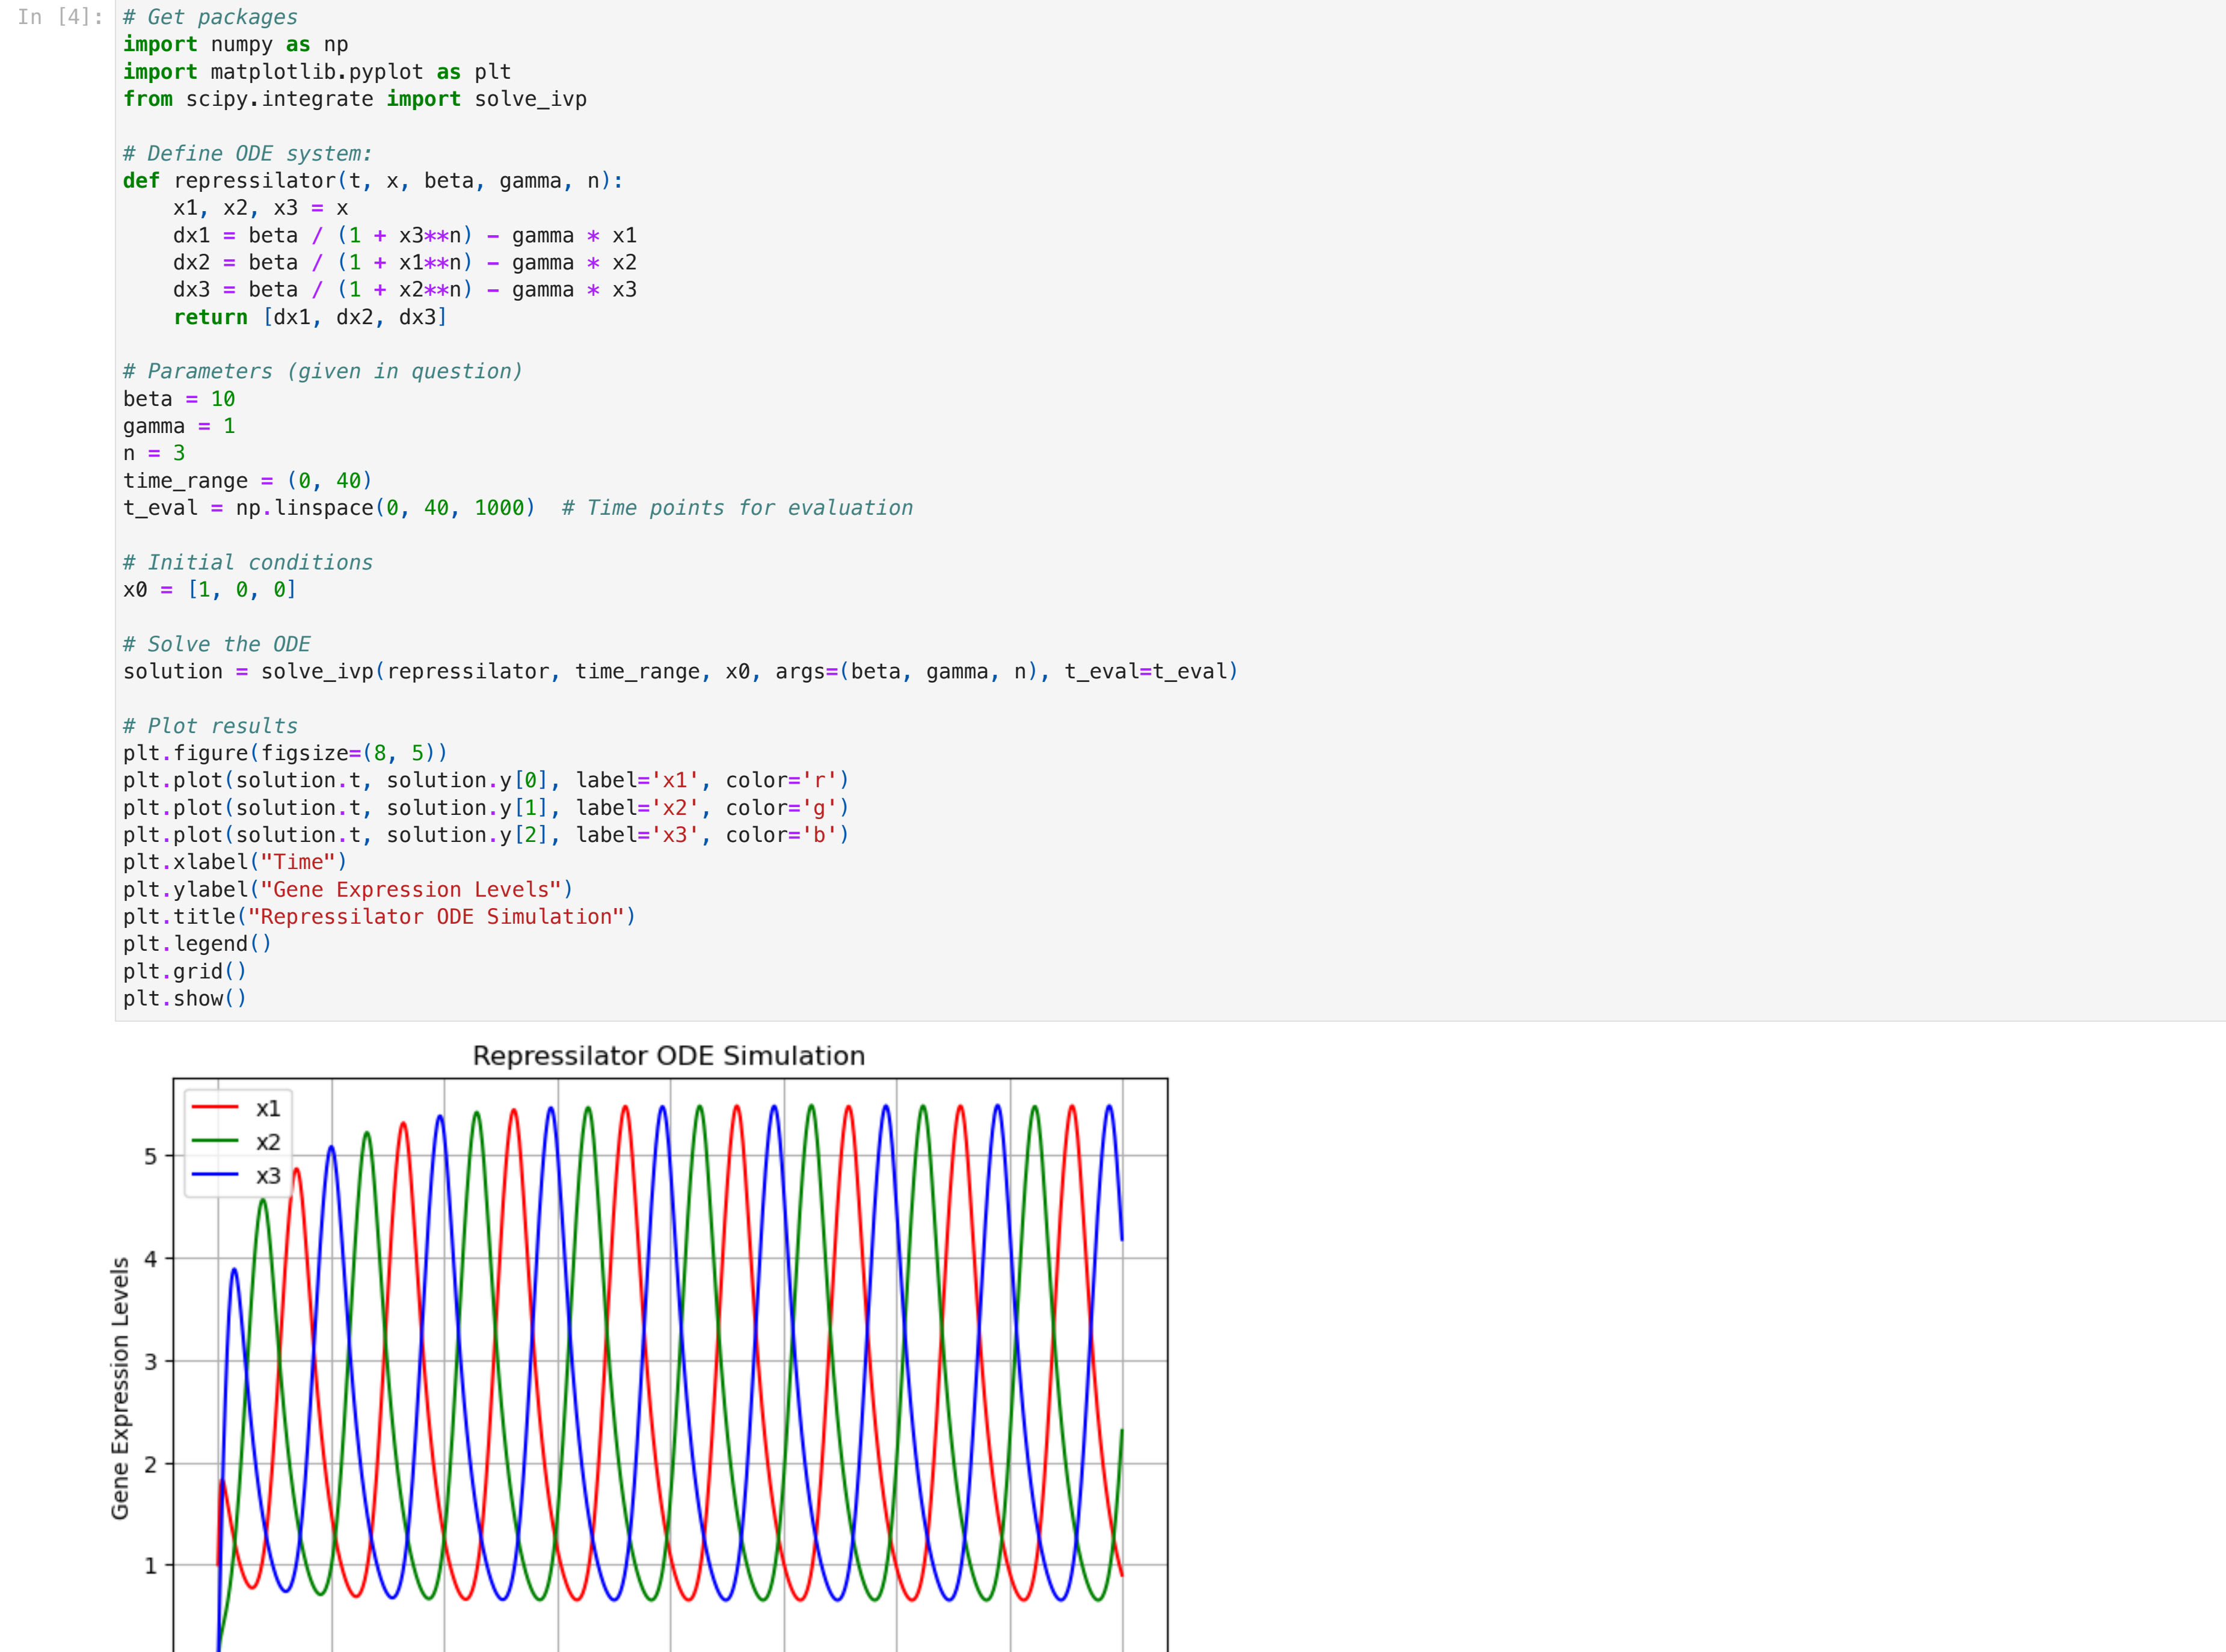 In [4]:
# Get packages
import numpy as np
import matplotlib.pyplot as plt
from scipy.integrate import solve_ivp
# Define ODE system:
def repressilator(t, x, beta, gamma, n):
    x1, x2, x3 = x
    dx1 = beta / (1 + x3**n) - gamma * x1
    dx2 = beta / (1 + x1**n) - gamma * x2
    dx3 = beta / (1 + x2**n) - gamma * x3
    return [dx1, dx2, dx3]
# Parameters (given in question)
beta = 10
gamma = 1
n = 3
time_range = (0, 40)
t_eval = np.linspace(0, 40, 1000)  # Time points for evaluation
# Initial conditions
x0 = [1, 0, 0]
# Solve the ODE
solution = solve_ivp(repressilator, time_range, x0, args=(beta, gamma, n), t_eval=t_eval)
# Plot results
plt.figure(figsize=(8, 5))
plt.plot(solution.t, solution.y[0], label='x1', color='r')
plt.plot(solution.t, solution.y[1], label='x2', color='g')
plt.plot(solution.t, solution.y[2], label='x3', color='b')
plt.xlabel("Time")
plt.ylabel("Gene Expression Levels")
plt.title("Repressilator ODE Simulation")
plt.legend()
plt.grid()
plt.show()
Repressilator ODE Simulation
x1
x2
x3
5
4
3
2
1
Gene Expression Levels